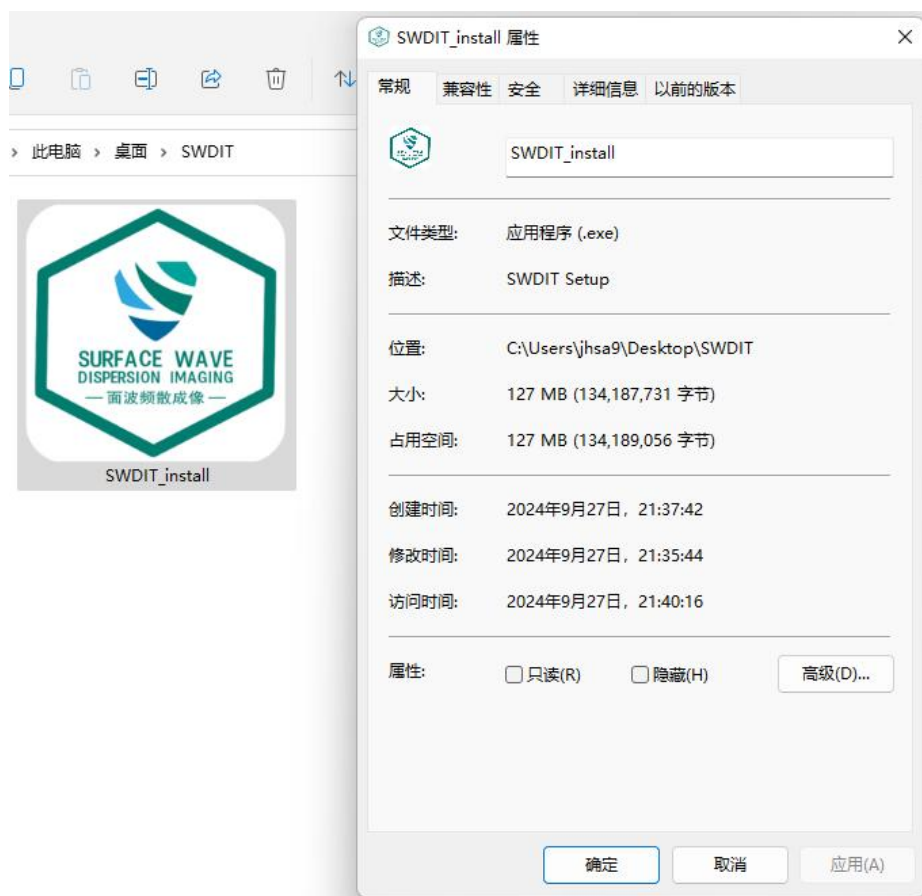 SWDIT_install 属性
常规 兼容性 安全 详细信息 以前的版本
› 此电脑 › 桌面 › SWDIT
SWDIT_install
文件类型: 应用程序 (.exe)
描述: SWDIT Setup
位置: C:\Users\jhsa9\Desktop\SWDIT
大小: 127 MB (134,187,731 字节)
占用空间: 127 MB (134,189,056 字节)
SURFACE WAVE
DISPERSION IMAGING
—面波频散成像—
SWDIT_install
创建时间: 2024年9月27日，21:37:42
修改时间: 2024年9月27日，21:35:44
访问时间: 2024年9月27日，21:40:16
属性: 只读(R) 隐藏(H) 高级(D)...
确定 取消 应用(A)